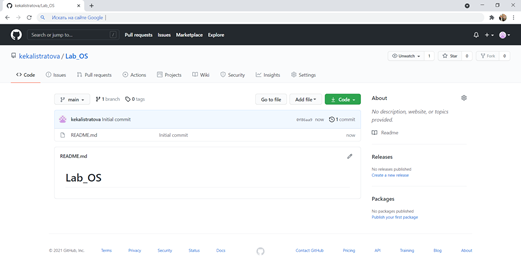 kekalistratova/Lab_OS
Искать на сайте Google
Search or jump to...
/
Pull requests
Issues
Marketplace
Explore
kekalistratova / Lab_OS
Unwatch
1
Star
0
Fork
0
Code
Issues
Pull requests
Actions
Projects
Wiki
Security
Insights
Settings
main
1 branch
0 tags
Go to file
Add file
Code
kekalistratova Initial commit
now
1 commit
README.md
Initial commit
now
README.md
Lab_OS
About
No description, website, or topics
provided.
Readme
Releases
No releases published
Create a new release
Packages
No packages published
Publish your first package
© 2021 GitHub, Inc.
Terms
Privacy
Security
Status
Docs
Contact GitHub
Pricing
API
Training
Blog
About